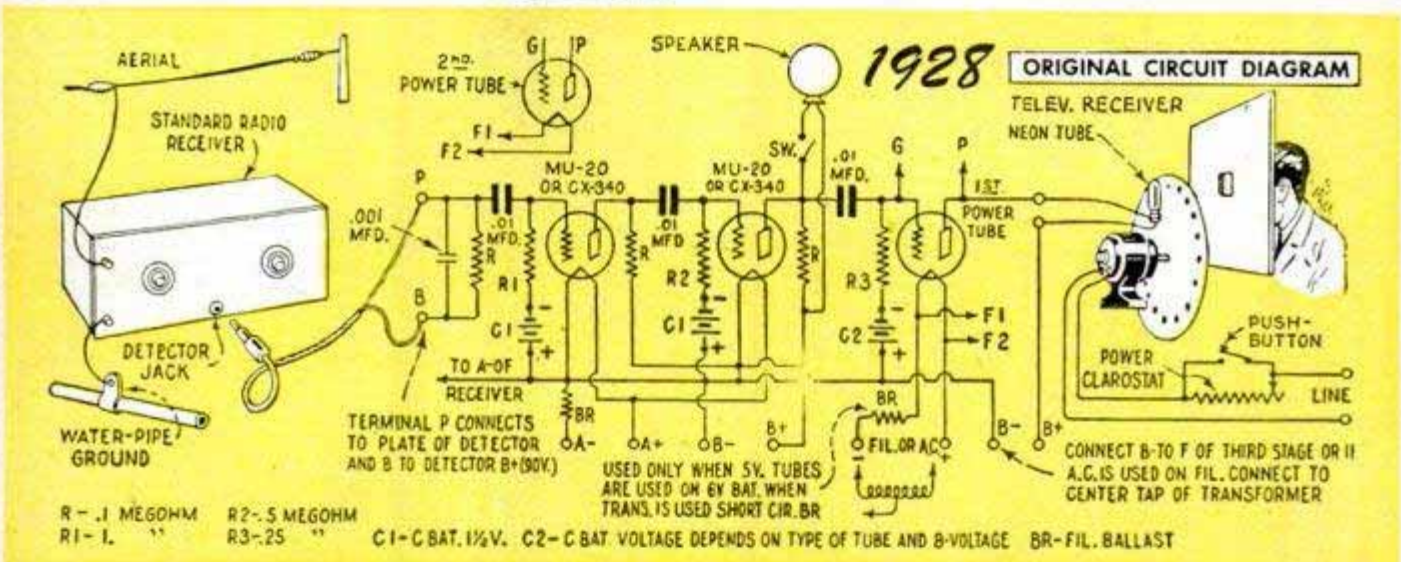 1928
ORIGINAL CIRCUIT DIAGRAM
AERIAL
STANDARD RADIO
RECEIVER
G
P
2ND.
POWER TUBE
F1
F2
SPEAKER
SW.
TELEV. RECEIVER
NEON TUBE
P
.001
MFD.
B
R
.01
MFD.
R1
C1
-
+
MU-20
OR CX-340
R
.01
MFD
R2
C1
-
+
MU-20
OR CX-340
R
.01
MFD.
G
P
R3
C2
-
+
1ST
POWER
TUBE
F1
F2
DETECTOR
JACK
WATER-PIPE
GROUND
TO A-OF
RECEIVER
BR
A-
A+
B-
B+
BR
FIL. OR AC
-
+
B-
B+
PUSH-
BUTTON
POWER
CLAROSTAT
LINE
TERMINAL P CONNECTS
TO PLATE OF DETECTOR
AND B TO DETECTOR B+(90V.)
USED ONLY WHEN 5V. TUBES
ARE USED ON 6V BAT. WHEN
TRANS. IS USED SHORT CIR. BR
CONNECT B-TO F OF THIRD STAGE OR IF
A.C. IS USED ON FIL. CONNECT TO
CENTER TAP OF TRANSFORMER
R - .1 MEGOHM R2-.5 MEGOHM
R1-1. " R3-.25 " C1-C BAT. 1½V. C2-C BAT VOLTAGE DEPENDS ON TYPE OF TUBE AND B-VOLTAGE BR-FIL. BALLAST